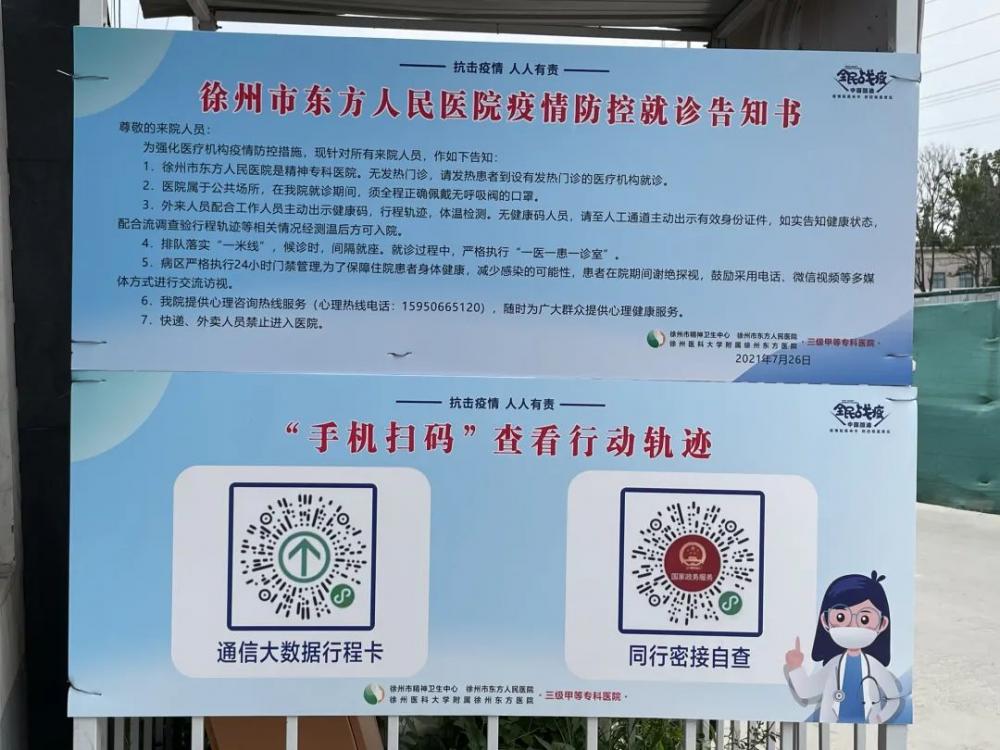 抗击疫情 人人有责
全民战疫
中国加油
徐州市东方人民医院疫情防控就诊告知书
尊敬的来院人员：
为强化医疗机构疫情防控措施，现针对所有来院人员，作如下告知：
1、徐州市东方人民医院是精神专科医院。无发热门诊，请发热患者到设有发热门诊的医疗机构就诊。
2、医院属于公共场所，在我院就诊期间，须全程正确佩戴无呼吸阀的口罩。
3、外来人员配合工作人员主动出示健康码，行程轨迹，体温检测。无健康码人员，请至人工通道主动出示有效身份证件，如实告知健康状态，
配合流调查验行程轨迹等相关情况经测温后方可入院。
4、排队落实“一米线”，候诊时，间隔就座。就诊过程中，严格执行“一医一患一诊室”。
5、病区严格执行24小时门禁管理,为了保障住院患者身体健康，减少感染的可能性，患者在院期间谢绝探视，鼓励采用电话、微信视频等多媒
体方式进行交流访视。
6、我院提供心理咨询热线服务（心理热线电话：15950665120），随时为广大群众提供心理健康服务。
7、快递、外卖人员禁止进入医院。
徐州市精神卫生中心 徐州市东方人民医院
徐州医科大学附属徐州东方医院
·三级甲等专科医院·
2021年7月26日
抗击疫情 人人有责
全民战疫
中国加油
“手机扫码”查看行动轨迹
国家政务服务
通信大数据行程卡
同行密接自查
徐州市精神卫生中心 徐州市东方人民医院
徐州医科大学附属徐州东方医院
·三级甲等专科医院·